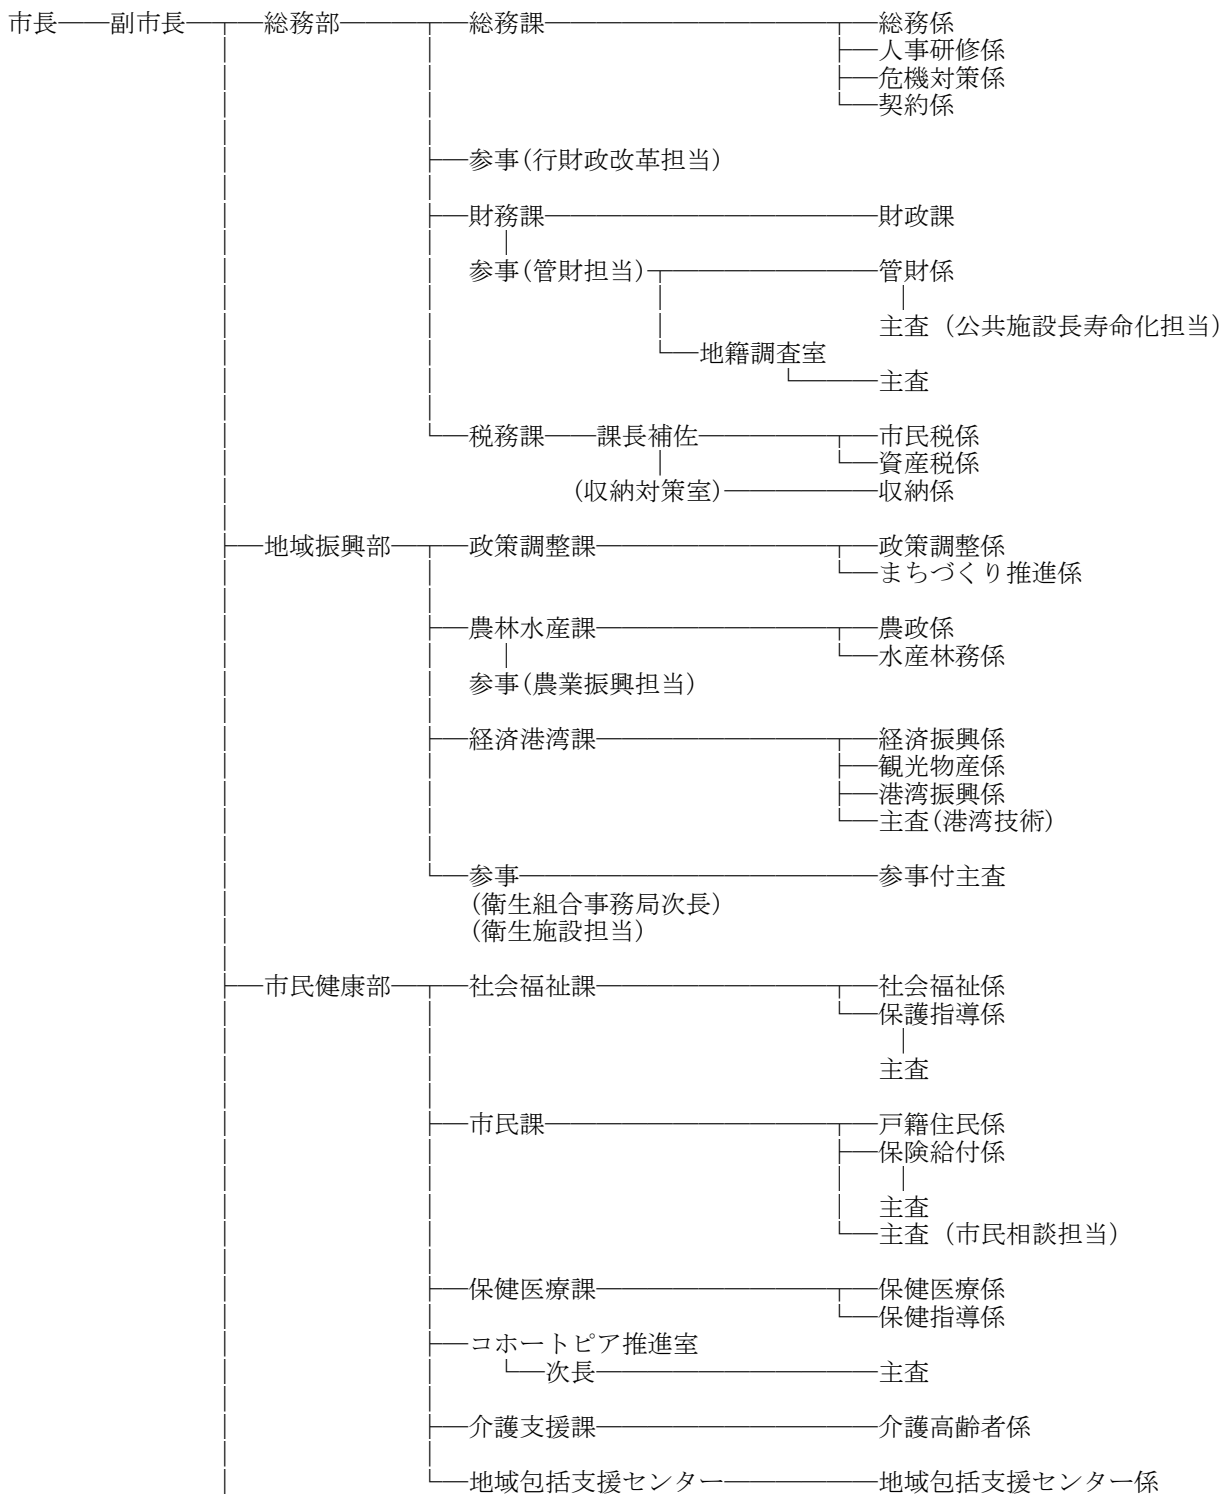 市長 副市長 総務部 総務課 総務係
人事研修係
危機対策係
契約係
参事(行財政改革担当)
財務課 財政課
参事(管財担当) 管財係
主査 (公共施設長寿命化担当)
地籍調査室
主査
税務課 課長補佐 市民税係
資産税係
(収納対策室) 収納係
地域振興部 政策調整課 政策調整係
まちづくり推進係
農林水産課 農政係
水産林務係
参事(農業振興担当)
経済港湾課 経済振興係
観光物産係
港湾振興係
主査(港湾技術)
参事 参事付主査
(衛生組合事務局次長)
(衛生施設担当)
市民健康部 社会福祉課 社会福祉係
保護指導係
主査
市民課 戸籍住民係
保険給付係
主査
主査 (市民相談担当)
保健医療課 保健医療係
保健指導係
コホートピア推進室
次長 主査
介護支援課 介護高齢者係
地域包括支援センター 地域包括支援センター係